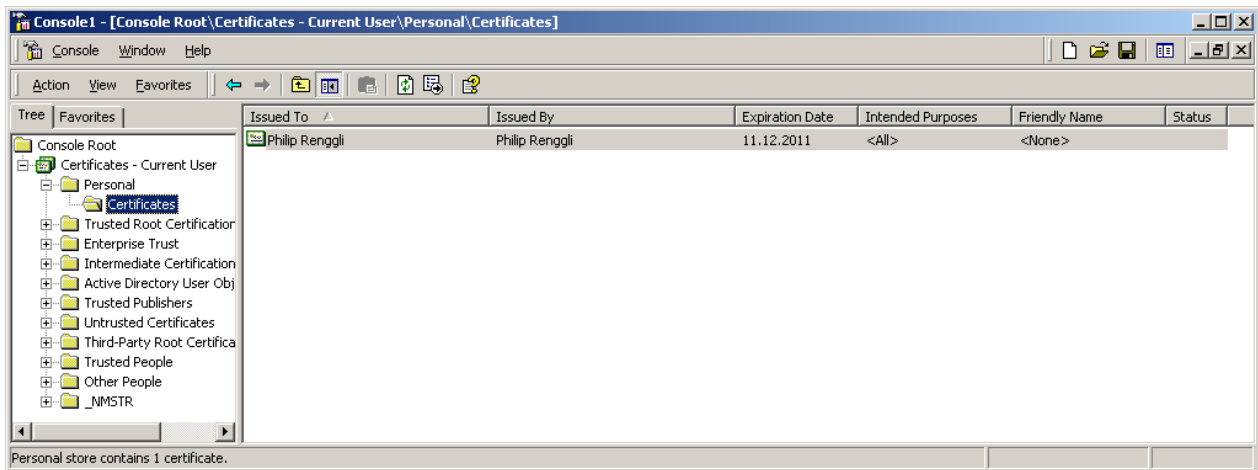 Console1 - [Console Root\Certificates - Current User\Personal\Certificates]
Console Window Help
Action View Favorites
Tree Favorites
Issued To Issued By Expiration Date Intended Purposes Friendly Name Status
Philip Renggli Philip Renggli 11.12.2011 <All> <None>
Console Root
Certificates - Current User
Personal
Certificates
Trusted Root Certification
Enterprise Trust
Intermediate Certification
Active Directory User Obj
Trusted Publishers
Untrusted Certificates
Third-Party Root Certifica
Trusted People
Other People
_NMSTR
Personal store contains 1 certificate.